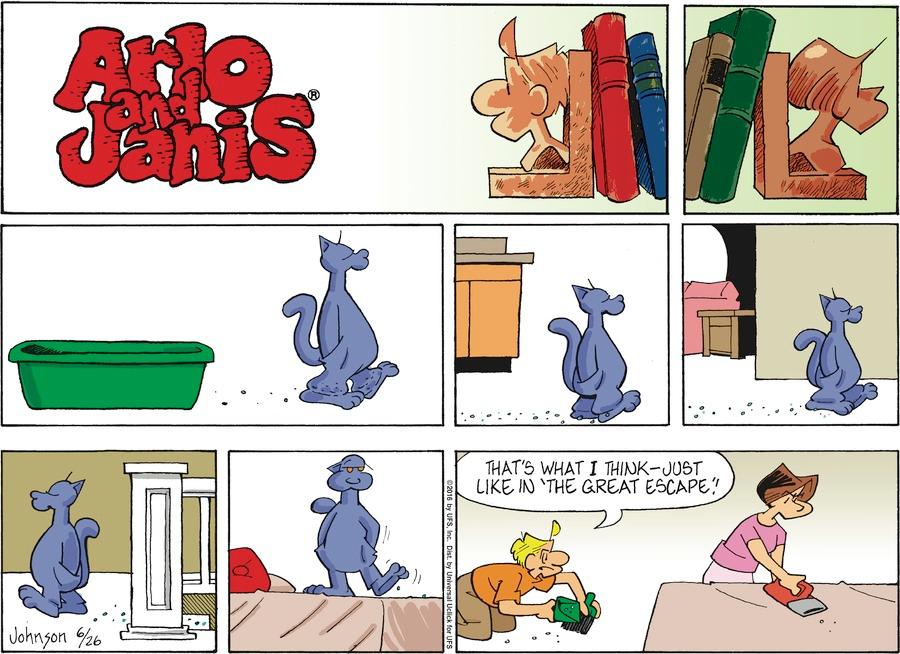 Arlo
and
Janis®
Johnson 6/26
©2016 by UFS, Inc. Dist. by Universal Uclick for UFS
THAT'S WHAT I THINK—JUST
LIKE IN 'THE GREAT ESCAPE'!